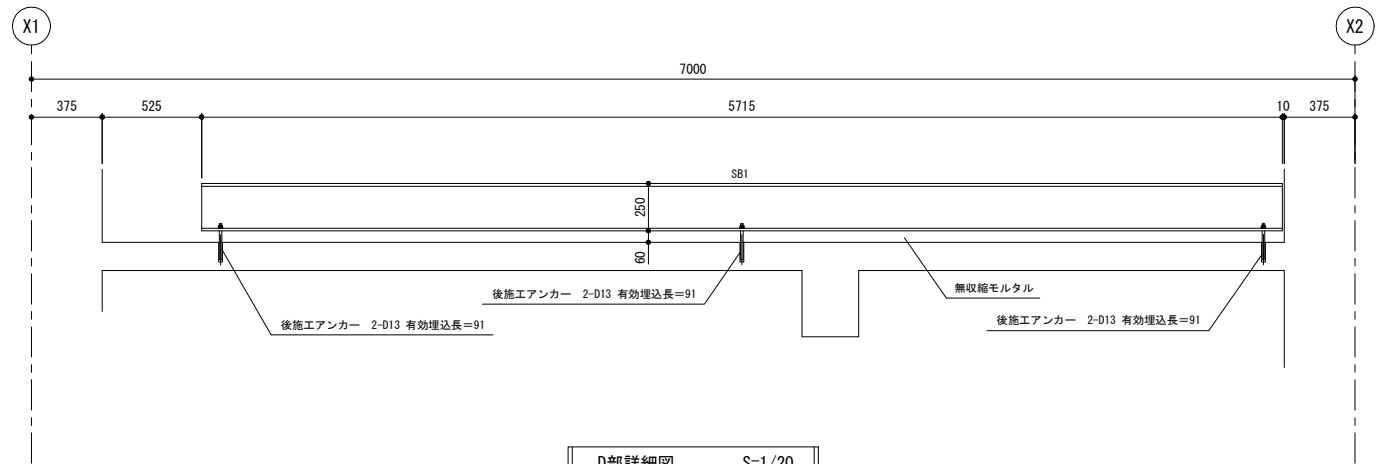 X1
X2
7000
375
525
5715
10
375
SB1
250
60
後施工アンカー 2-D13 有効埋込長=91
無収縮モルタル
後施工アンカー 2-D13 有効埋込長=91
後施工アンカー 2-D13 有効埋込長=91
D部詳細図 S=1/20